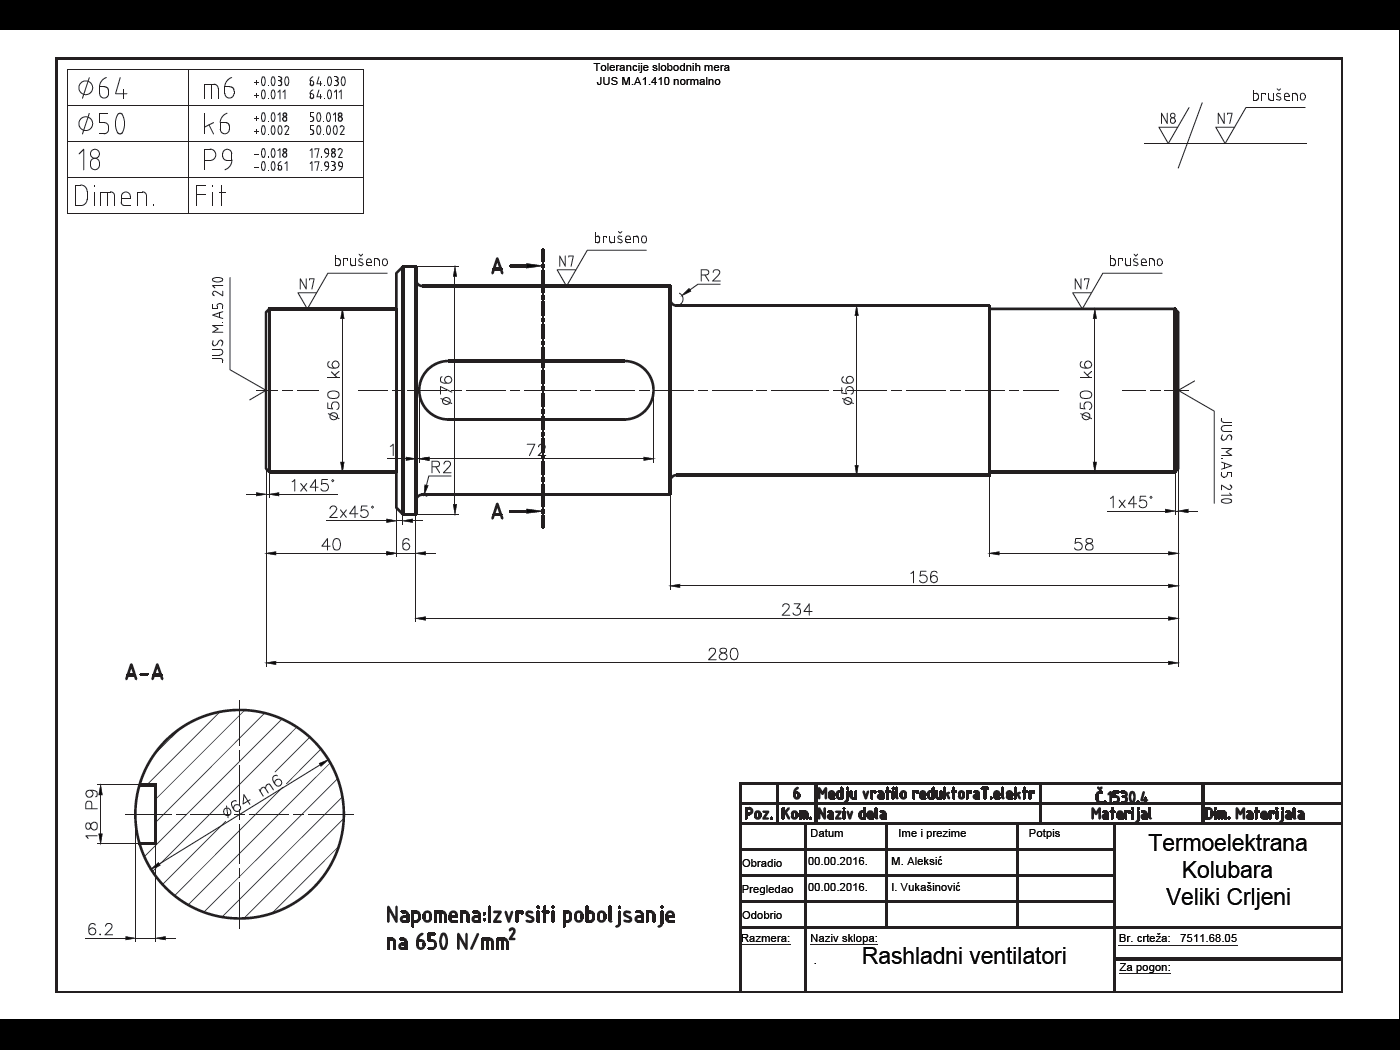 Tolerancije slobodnih mera
JUS M.A1.410 normalno
Ø64 m6 +0.030 64.030
+0.011 64.011
Ø50 k6 +0.018 50.018
+0.002 50.002
18 P9 -0.018 17.982
-0.061 17.939
Dimen. Fit
brušeno
N8 N7
brušeno
A N7
brušeno
N7
R2
brušeno
N7
JUS M.A5 210
ø50 k6
ø76
ø56
ø50 k6
JUS M.A5 210
1 72
R2
1x45°
2x45°
A
1x45°
40 6
58
156
234
280
A-A
ø64 m6
18 P9
6.2
Napomena:Izvrsiti poboljsanje
na 650 N/mm²
6 Medju vratilo reduktoraT.elektr Č.1530.4
Poz. Kom. Naziv dela Materijal Dim. Materijala
Datum Ime i prezime Potpis
Obradio 00.00.2016. M. Aleksić
Pregledao 00.00.2016. I. Vukašinović
Odobrio
Termoelektrana
Kolubara
Veliki Crljeni
Razmera: Naziv sklopa:
. Rashladni ventilatori
Br. crteža: 7511.68.05
Za pogon: